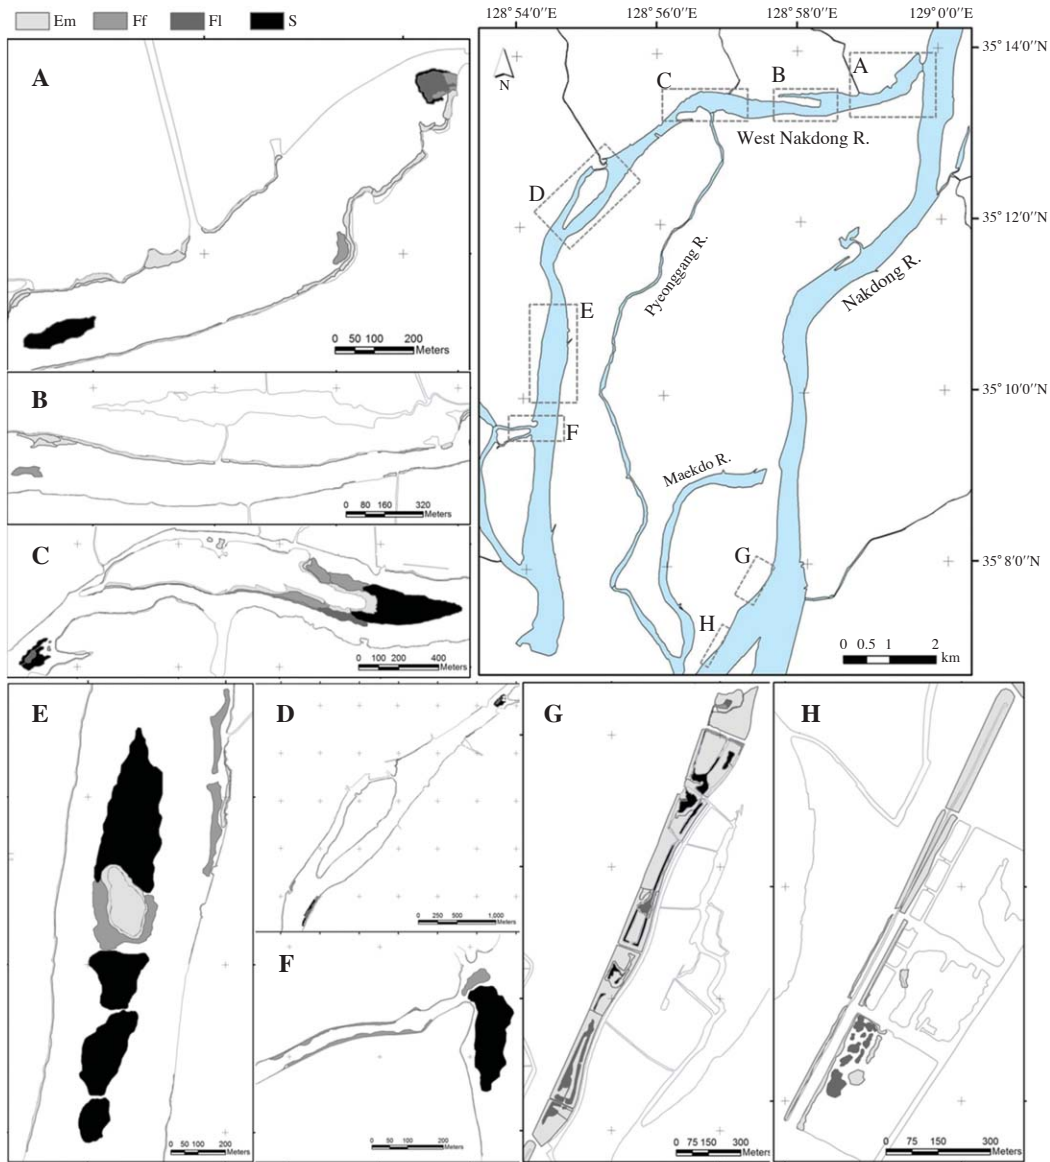 Em Ff Fl S
A
0 50 100 200
Meters
B
0 80 160 320
Meters
C
0 100 200 400
Meters
128°54′0″E 128°56′0″E 128°58′0″E 129°0′0″E
35°14′0″N
35°12′0″N
35°10′0″N
35°8′0″N
N
A
B
C
West Nakdong R.
D
Pyeonggang R.
Nakdong R.
E
F
Maekdo R.
G
H
0 0.5 1 2
km
E
0 50 100 200
Meters
D
0 250 500 1,000
Meters
F
0 50 100 200
Meters
G
0 75 150 300
Meters
H
0 75 150 300
Meters